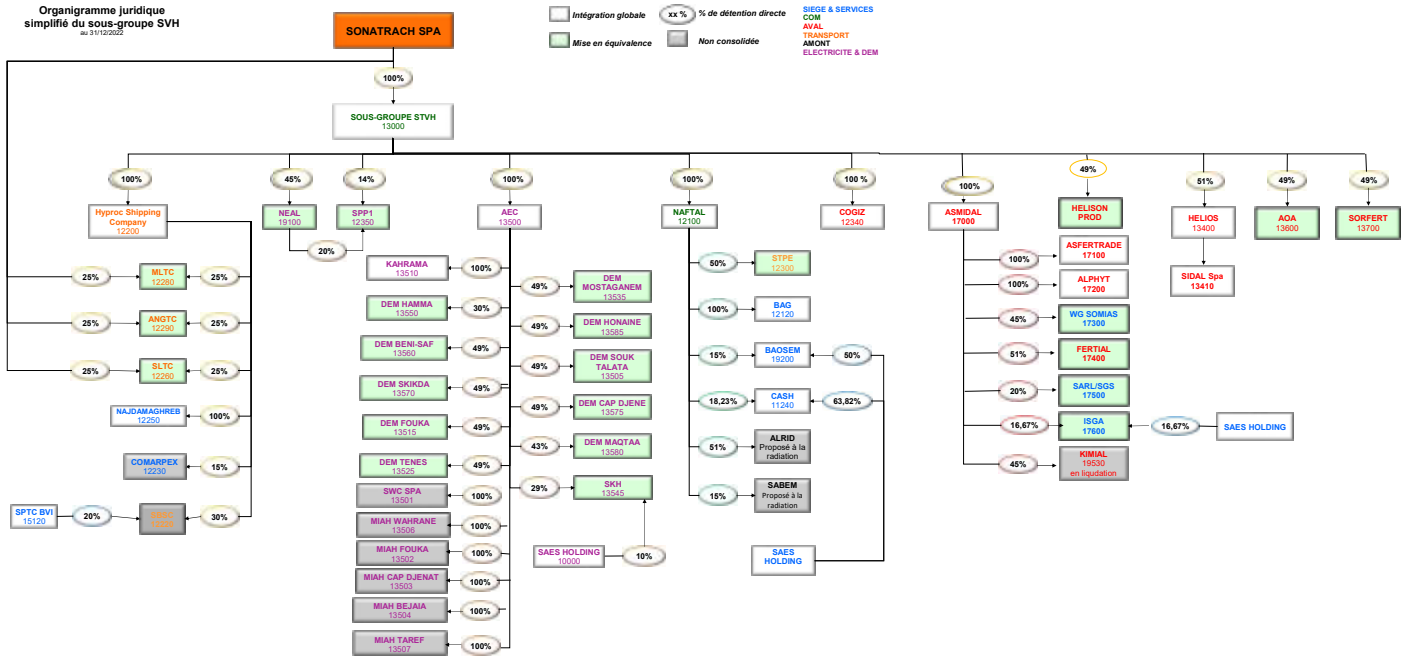 Organigramme juridique
simplifié du sous-groupe SVH
au 31/12/2022
Intégration globale
xx %
% de détention directe
Mise en équivalence
Non consolidée
SIEGE & SERVICES
COM
AVAL
TRANSPORT
AMONT
ELECTRICITE & DEM
SONATRACH SPA
100%
SOUS-GROUPE STVH
13000
100%
45%
14%
100%
100%
100 %
100%
49%
51%
49%
49%
Hyproc Shipping
Company
12200
NEAL
19100
SPP1
12350
20%
AEC
13500
NAFTAL
12100
COGIZ
12340
ASMIDAL
17000
HELISON
PROD
HELIOS
13400
AOA
13600
SORFERT
13700
SIDAL Spa
13410
25%
MLTC
12280
25%
25%
ANGTC
12290
25%
25%
SLTC
12260
25%
NAJDAMAGHREB
12250
100%
COMARPEX
12230
15%
SPTC BVI
15120
20%
30%
KAHRAMA
13510
100%
DEM HAMMA
13550
30%
DEM BENI-SAF
13560
49%
DEM SKIKDA
13570
49%
DEM FOUKA
13515
49%
DEM TENES
13525
49%
SWC SPA
13501
100%
MIAH WAHRANE
13506
100%
MIAH FOUKA
13502
100%
MIAH CAP DJENAT
13503
100%
MIAH BEJAIA
13504
100%
MIAH TAREF
13507
100%
49%
DEM
MOSTAGANEM
13535
49%
DEM HONAINE
13585
49%
DEM SOUK
TALATA
13505
49%
DEM CAP DJENE
13575
43%
DEM MAQTAA
13580
29%
SKH
13545
SAES HOLDING
10000
10%
50%
STPE
12300
100%
BAG
12120
15%
BAOSEM
19200
50%
18,23%
CASH
11240
63,82%
51%
ALRID
Proposé à la
radiation
15%
SABEM
Proposé à la
radiation
SAES
HOLDING
100%
ASFERTRADE
17100
100%
ALPHYT
17200
45%
WG SOMIAS
17300
51%
FERTIAL
17400
20%
SARL/SGS
17500
16,67%
ISGA
17600
16,67%
SAES HOLDING
45%
KIMIAL
19530
en liqudation